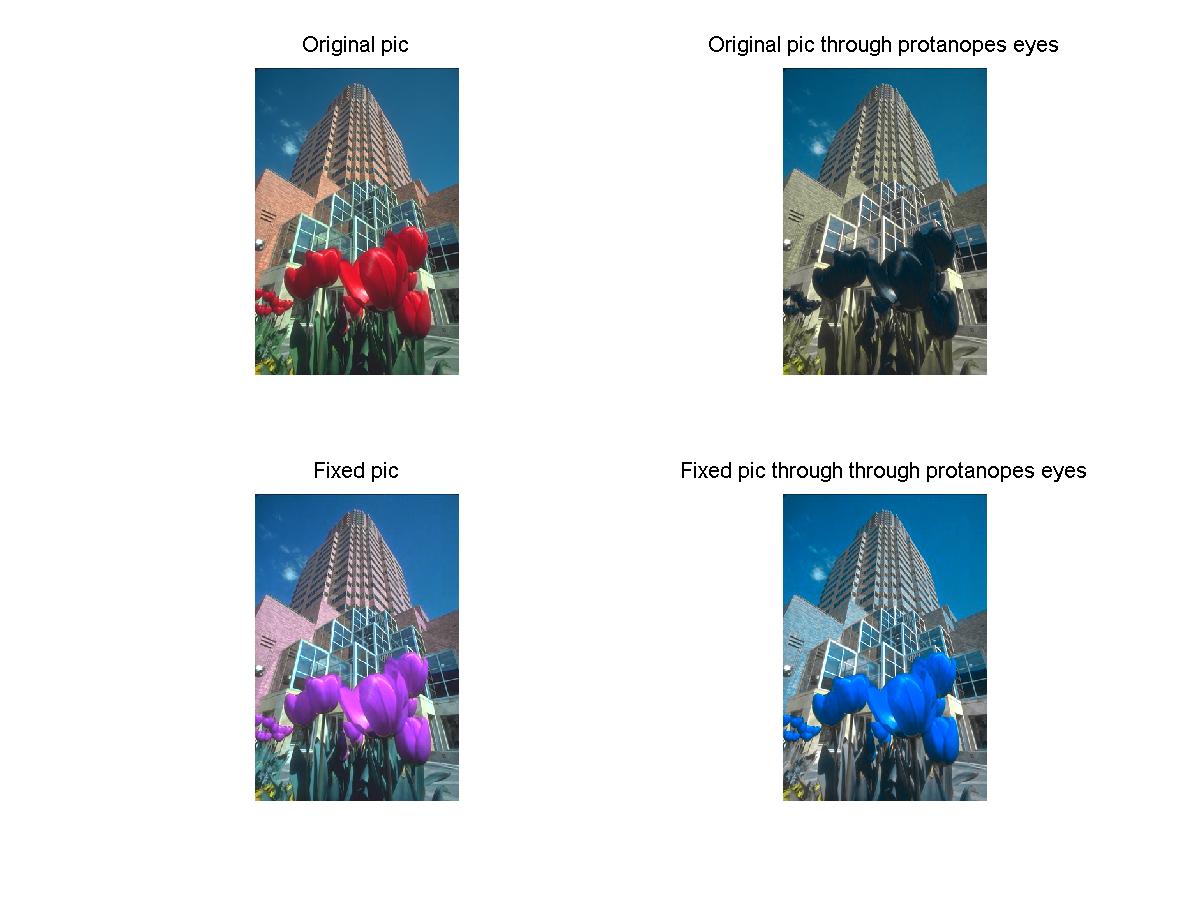 Original pic
Original pic through protanopes eyes
Fixed pic
Fixed pic through through protanopes eyes